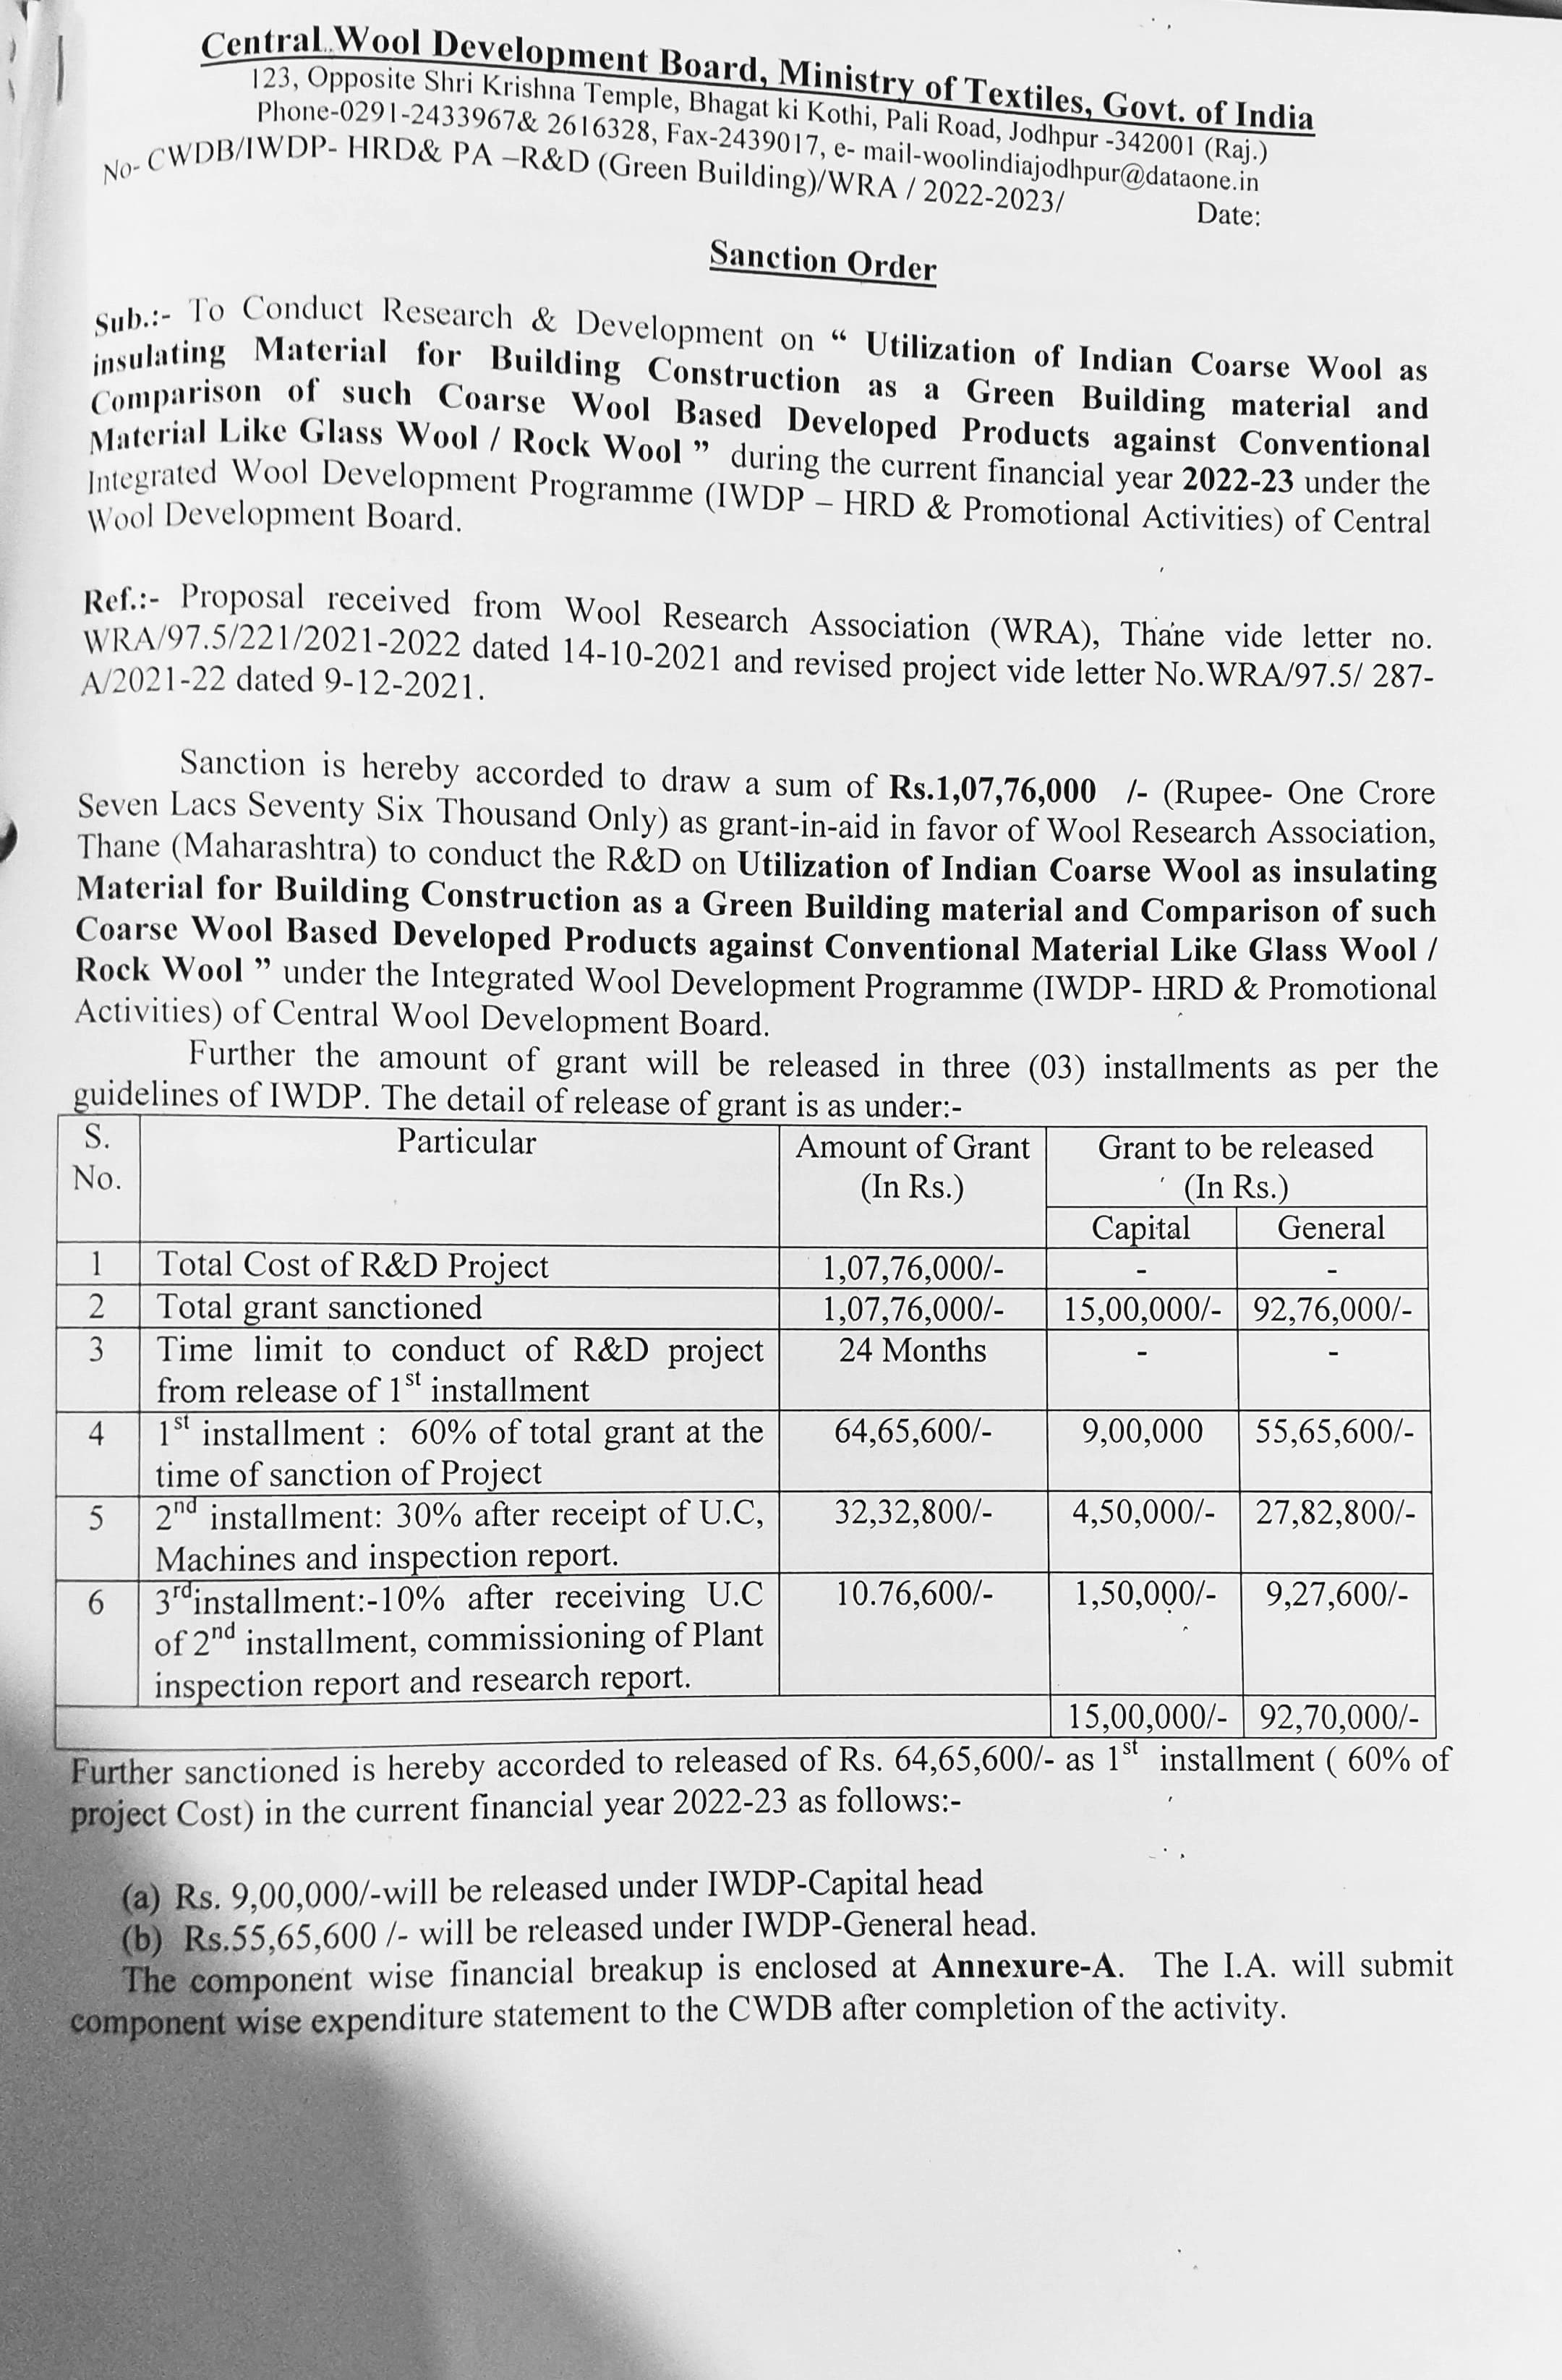 Central Wool Development Board, Ministry of Textiles, Govt. of India
123, Opposite Shri Krishna Temple, Bhagat ki Kothi, Pali Road, Jodhpur -342001 (Raj.)
Phone-0291-2433967& 2616328, Fax-2439017, e- mail-woolindiajodhpur@dataone.in
No- CWDB/IWDP- HRD& PA –R&D (Green Building)/WRA / 2022-2023/ Date:
Sanction Order
Sub.:- To Conduct Research & Development on “ Utilization of Indian Coarse Wool as
insulating Material for Building Construction as a Green Building material and
Comparison of such Coarse Wool Based Developed Products against Conventional
Material Like Glass Wool / Rock Wool ” during the current financial year 2022-23 under the
Integrated Wool Development Programme (IWDP – HRD & Promotional Activities) of Central
Wool Development Board.
Ref.:- Proposal received from Wool Research Association (WRA), Thane vide letter no.
WRA/97.5/221/2021-2022 dated 14-10-2021 and revised project vide letter No.WRA/97.5/ 287-
A/2021-22 dated 9-12-2021.
Sanction is hereby accorded to draw a sum of Rs.1,07,76,000 /- (Rupee- One Crore
Seven Lacs Seventy Six Thousand Only) as grant-in-aid in favor of Wool Research Association,
Thane (Maharashtra) to conduct the R&D on Utilization of Indian Coarse Wool as insulating
Material for Building Construction as a Green Building material and Comparison of such
Coarse Wool Based Developed Products against Conventional Material Like Glass Wool /
Rock Wool ” under the Integrated Wool Development Programme (IWDP- HRD & Promotional
Activities) of Central Wool Development Board.
Further the amount of grant will be released in three (03) installments as per the
guidelines of IWDP. The detail of release of grant is as under:-
S. No. Particular Amount of Grant (In Rs.) Grant to be released (In Rs.)
Capital General
1 Total Cost of R&D Project 1,07,76,000/- - -
2 Total grant sanctioned 1,07,76,000/- 15,00,000/- 92,76,000/-
3 Time limit to conduct of R&D project 24 Months - -
from release of 1st installment
4 1st installment : 60% of total grant at the 64,65,600/- 9,00,000 55,65,600/-
time of sanction of Project
5 2nd installment: 30% after receipt of U.C, 32,32,800/- 4,50,000/- 27,82,800/-
Machines and inspection report.
6 3rdinstallment:-10% after receiving U.C 10.76,600/- 1,50,000/- 9,27,600/-
of 2nd installment, commissioning of Plant
inspection report and research report.
15,00,000/- 92,70,000/-
Further sanctioned is hereby accorded to released of Rs. 64,65,600/- as 1st installment ( 60% of
project Cost) in the current financial year 2022-23 as follows:-
(a) Rs. 9,00,000/-will be released under IWDP-Capital head
(b) Rs.55,65,600 /- will be released under IWDP-General head.
The component wise financial breakup is enclosed at Annexure-A. The I.A. will submit
component wise expenditure statement to the CWDB after completion of the activity.